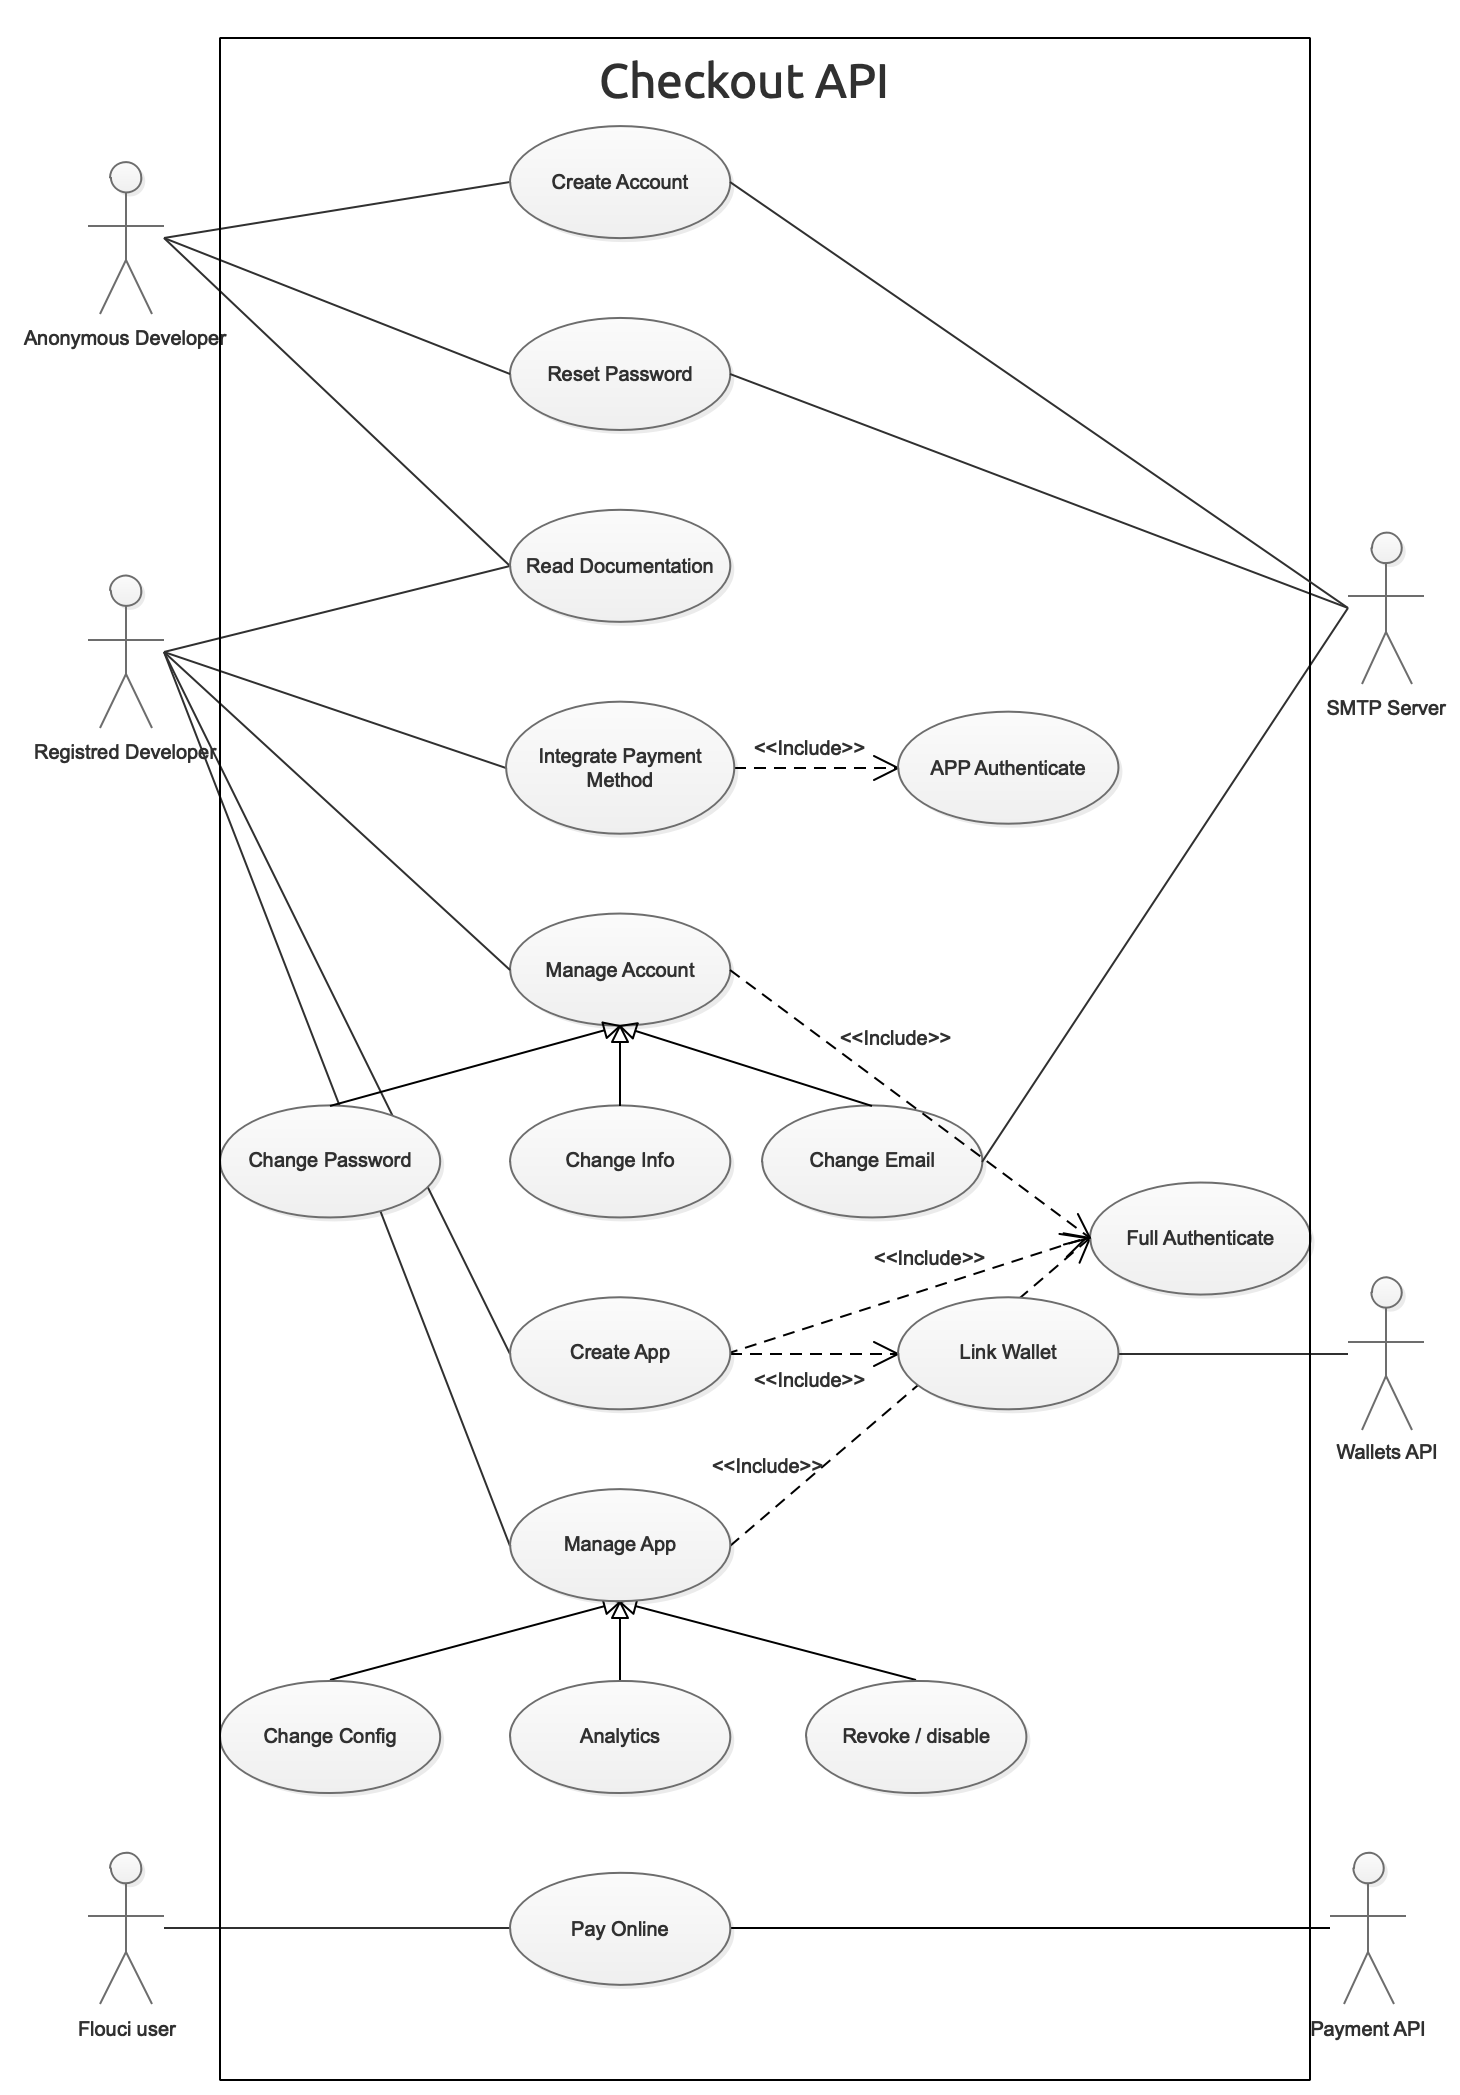 Checkout API
Create Account
Anonymous Developer
Reset Password
Read Documentation
SMTP Server
Registred Developer
Integrate Payment
Method
<<Include>>
APP Authenticate
Manage Account
<<Include>>
Change Password
Change Info
Change Email
Full Authenticate
<<Include>>
Create App
Link Wallet
<<Include>>
Wallets API
<<Include>>
Manage App
Change Config
Analytics
Revoke / disable
Pay Online
Flouci user
Payment API